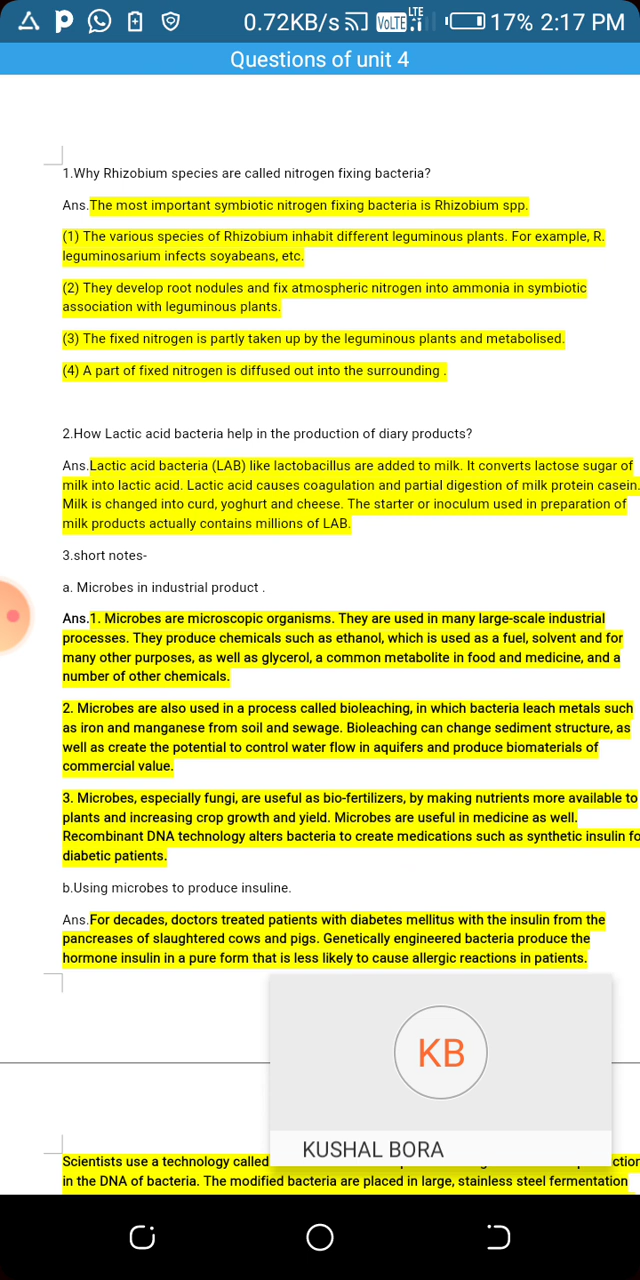 0.72KB/s VoLTE LTE 17% 2:17 PM
Questions of unit 4
1.Why Rhizobium species are called nitrogen fixing bacteria?
Ans.The most important symbiotic nitrogen fixing bacteria is Rhizobium spp.
(1) The various species of Rhizobium inhabit different leguminous plants. For example, R.
leguminosarium infects soyabeans, etc.
(2) They develop root nodules and fix atmospheric nitrogen into ammonia in symbiotic
association with leguminous plants.
(3) The fixed nitrogen is partly taken up by the leguminous plants and metabolised.
(4) A part of fixed nitrogen is diffused out into the surrounding .
2.How Lactic acid bacteria help in the production of diary products?
Ans.Lactic acid bacteria (LAB) like lactobacillus are added to milk. It converts lactose sugar of
milk into lactic acid. Lactic acid causes coagulation and partial digestion of milk protein casein.
Milk is changed into curd, yoghurt and cheese. The starter or inoculum used in preparation of
milk products actually contains millions of LAB.
3.short notes-
a. Microbes in industrial product .
Ans.1. Microbes are microscopic organisms. They are used in many large-scale industrial
processes. They produce chemicals such as ethanol, which is used as a fuel, solvent and for
many other purposes, as well as glycerol, a common metabolite in food and medicine, and a
number of other chemicals.
2. Microbes are also used in a process called bioleaching, in which bacteria leach metals such
as iron and manganese from soil and sewage. Bioleaching can change sediment structure, as
well as create the potential to control water flow in aquifers and produce biomaterials of
commercial value.
3. Microbes, especially fungi, are useful as bio-fertilizers, by making nutrients more available to
plants and increasing crop growth and yield. Microbes are useful in medicine as well.
Recombinant DNA technology alters bacteria to create medications such as synthetic insulin fo
diabetic patients.
b.Using microbes to produce insuline.
Ans.For decades, doctors treated patients with diabetes mellitus with the insulin from the
pancreases of slaughtered cows and pigs. Genetically engineered bacteria produce the
hormone insulin in a pure form that is less likely to cause allergic reactions in patients.
KB
KUSHAL BORA
Scientists use a technology called
in the DNA of bacteria. The modified bacteria are placed in large, stainless steel fermentation